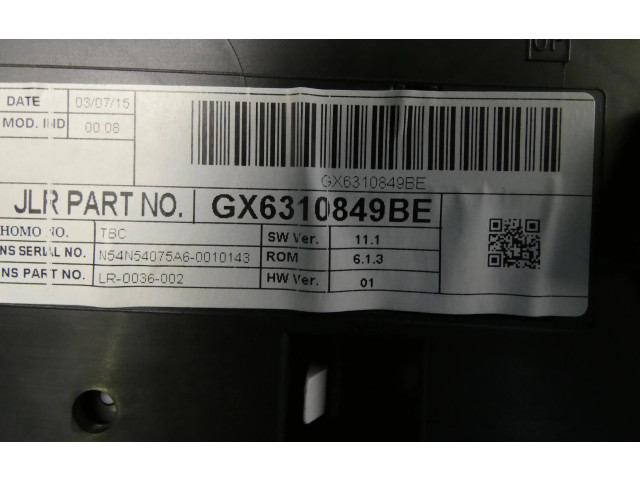 DATE 03/07/15
MOD. IND 00.08
GX6310849BE
JLR PART NO. GX6310849BE
HOMO NO. TBC SW Ver. 11.1
NS SERIAL NO. N54N54075A6-0010143 ROM 6.1.3
NS PART NO. LR-0036-002 HW Ver. 01